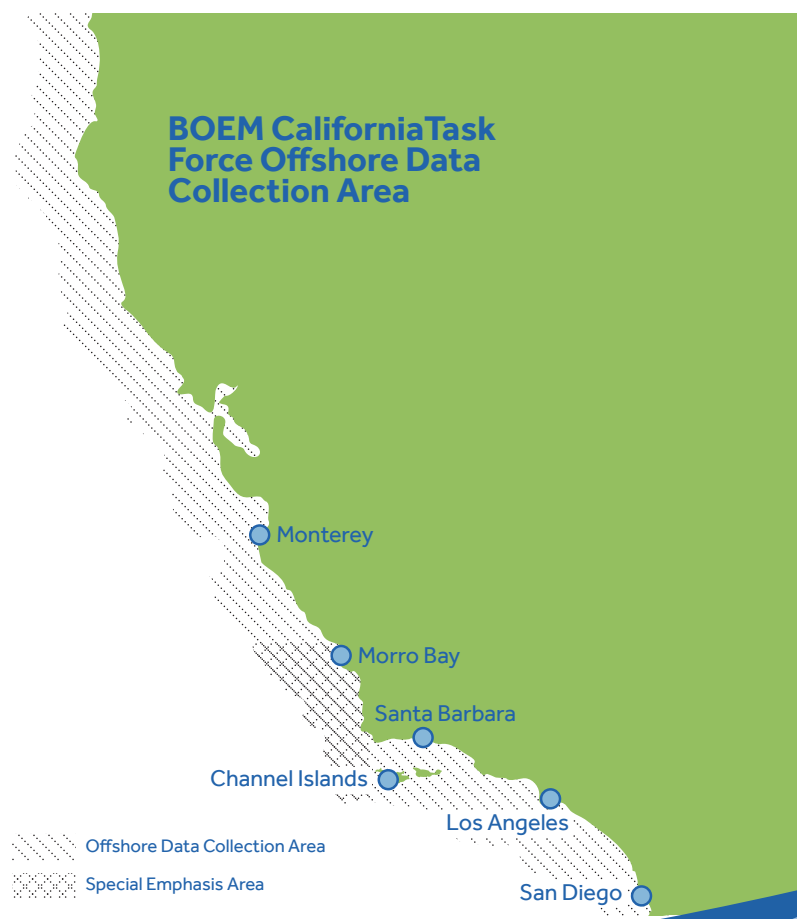 BOEM CaliforniaTask
Force Offshore Data
Collection Area
Monterey
Morro Bay
Santa Barbara
Channel Islands
Los Angeles
Offshore Data Collection Area
Special Emphasis Area
San Diego